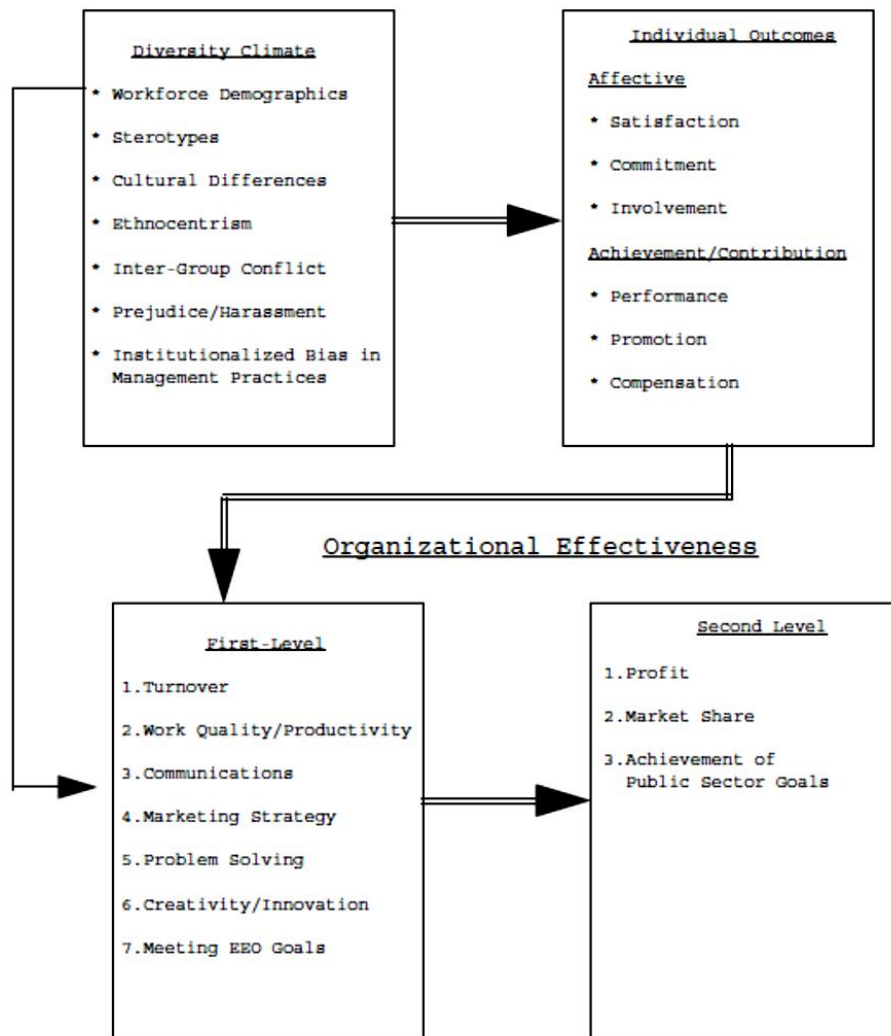 Diversity Climate
* Workforce Demographics
* Sterotypes
* Cultural Differences
* Ethnocentrism
* Inter-Group Conflict
* Prejudice/Harassment
* Institutionalized Bias in
Management Practices
Individual Outcomes
Affective
* Satisfaction
* Commitment
* Involvement
Achievement/Contribution
* Performance
* Promotion
* Compensation
Organizational Effectiveness
First-Level
1.Turnover
2.Work Quality/Productivity
3.Communications
4.Marketing Strategy
5.Problem Solving
6.Creativity/Innovation
7.Meeting EEO Goals
Second Level
1.Profit
2.Market Share
3.Achievement of
Public Sector Goals